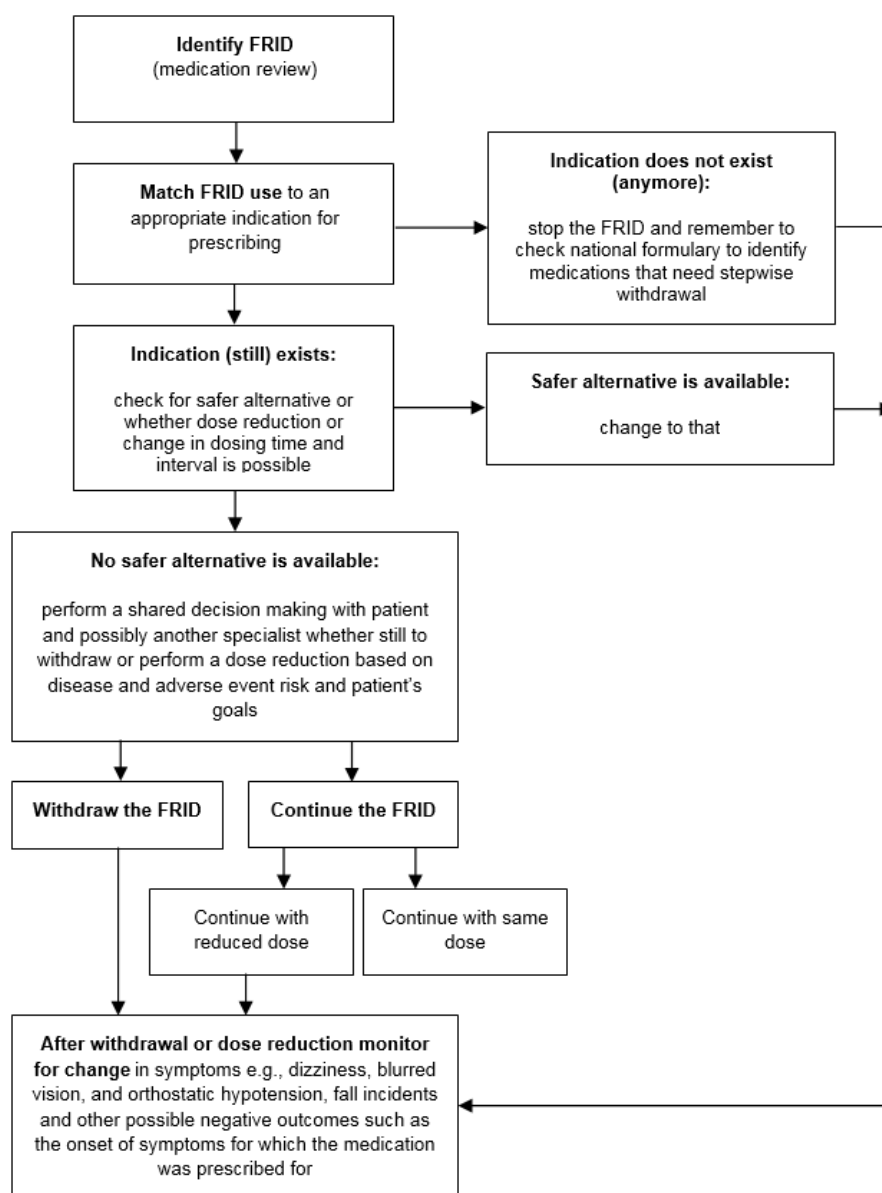 Identify FRID
(medication review)
Match FRID use to an
appropriate indication for
prescribing
Indication does not exist
(anymore):
stop the FRID and remember to
check national formulary to identify
medications that need stepwise
withdrawal
Indication (still) exists:
check for safer alternative or
whether dose reduction or
change in dosing time and
interval is possible
Safer alternative is available:
change to that
No safer alternative is available:
perform a shared decision making with patient
and possibly another specialist whether still to
withdraw or perform a dose reduction based on
disease and adverse event risk and patient's
goals
Withdraw the FRID
Continue the FRID
Continue with
reduced dose
Continue with same
dose
After withdrawal or dose reduction monitor
for change in symptoms e.g., dizziness, blurred
vision, and orthostatic hypotension, fall incidents
and other possible negative outcomes such as
the onset of symptoms for which the medication
was prescribed for